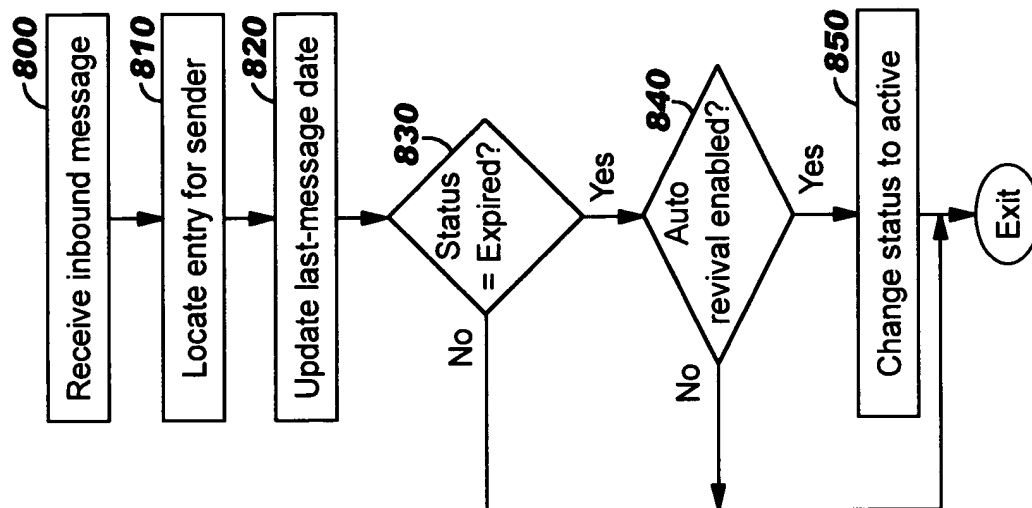 800
Receive inbound message
810
Locate entry for sender
820
Update last-message date
830
Status
= Expired?
No
Yes
840
Auto
revival enabled?
No
Yes
850
Change status to active
Exit